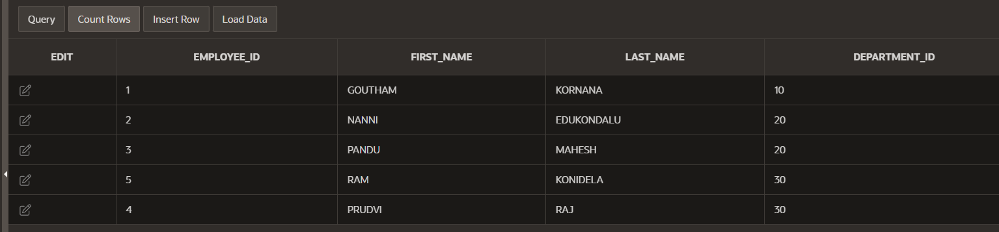 Query Count Rows Insert Row Load Data
EDIT EMPLOYEE_ID FIRST_NAME LAST_NAME DEPARTMENT_ID
1 GOUTHAM KORNANA 10
2 NANNI EDUKONDALU 20
3 PANDU MAHESH 20
5 RAM KONIDELA 30
4 PRUDVI RAJ 30